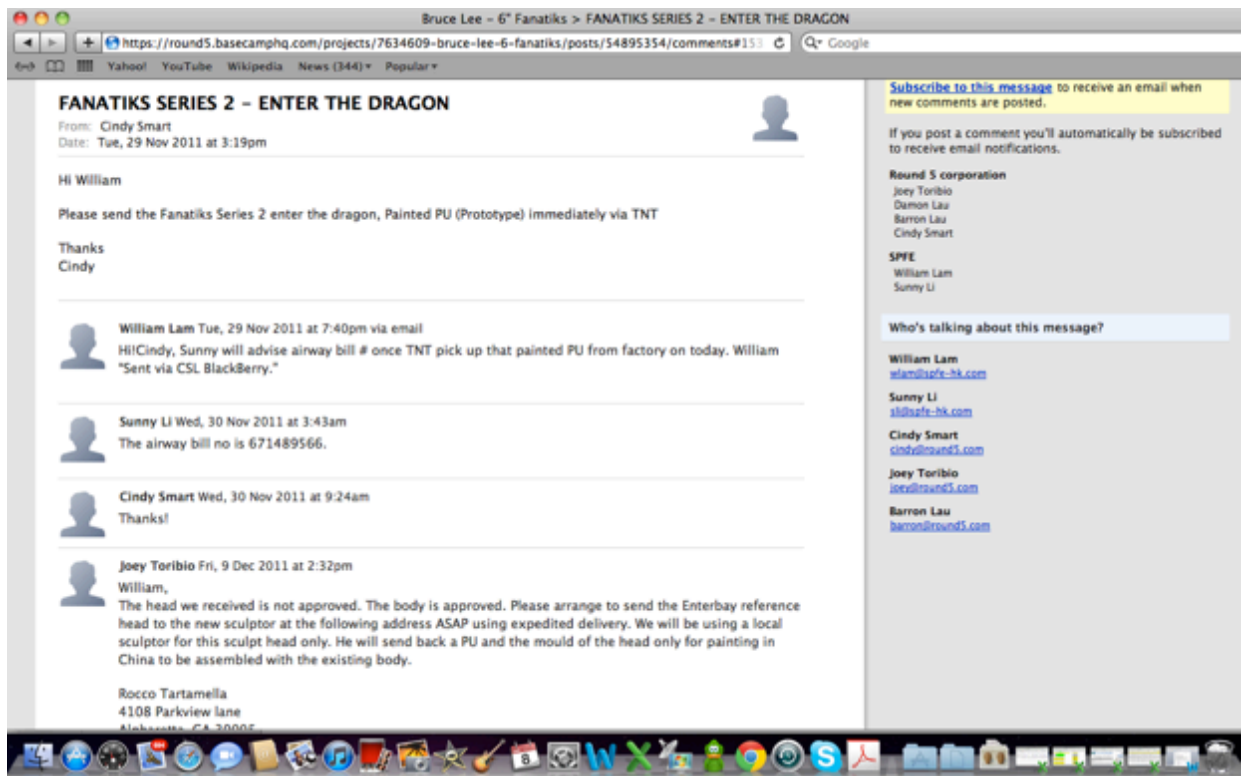 Bruce Lee – 6" Fanatiks > FANATIKS SERIES 2 – ENTER THE DRAGON
https://round5.basecamphq.com/projects/7634609-bruce-lee-6-fanatiks/posts/54895354/comments#153
Google
Yahoo! YouTube Wikipedia News (344) Popular
FANATIKS SERIES 2 – ENTER THE DRAGON
From: Cindy Smart
Date: Tue, 29 Nov 2011 at 3:19pm
Hi William
Please send the Fanatiks Series 2 enter the dragon, Painted PU (Prototype) immediately via TNT
Thanks
Cindy
William Lam Tue, 29 Nov 2011 at 7:40pm via email
Hi!Cindy, Sunny will advise airway bill # once TNT pick up that painted PU from factory on today. William
"Sent via CSL BlackBerry."
Sunny Li Wed, 30 Nov 2011 at 3:43am
The airway bill no is 671489566.
Cindy Smart Wed, 30 Nov 2011 at 9:24am
Thanks!
Joey Toribio Fri, 9 Dec 2011 at 2:32pm
William,
The head we received is not approved. The body is approved. Please arrange to send the Enterbay reference
head to the new sculptor at the following address ASAP using expedited delivery. We will be using a local
sculptor for this sculpt head only. He will send back a PU and the mould of the head only for painting in
China to be assembled with the existing body.
Rocco Tartamella
4108 Parkview lane
Subscribe to this message to receive an email when
new comments are posted.
If you post a comment you'll automatically be subscribed
to receive email notifications.
Round 5 corporation
Joey Toribio
Damon Lau
Barron Lau
Cindy Smart
SPFE
William Lam
Sunny Li
Who's talking about this message?
William Lam
wlam@spfe-hk.com
Sunny Li
sli@spfe-hk.com
Cindy Smart
cindy@round5.com
Joey Toribio
joey@round5.com
Barron Lau
barron@round5.com